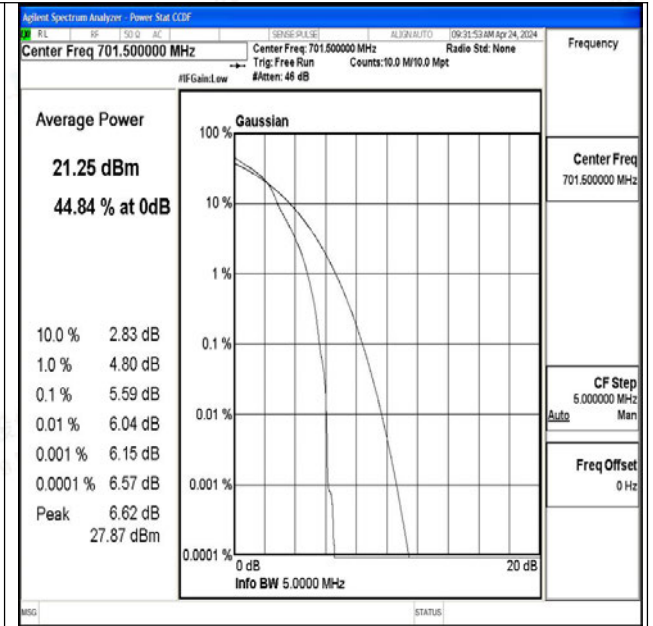 Agilent Spectrum Analyzer - Power Stat CCDF
RL RF 50 Ω AC SENSE:PULSE ALIGN AUTO 09:31:53 AM Apr 24, 2024
Center Freq 701.500000 MHz
Center Freq: 701.500000 MHz Radio Std: None
Trig: Free Run Counts:10.0 M/10.0 Mpt
#IFGain:Low #Atten: 46 dB
Frequency
Average Power
21.25 dBm
44.84 % at 0dB
10.0 % 2.83 dB
1.0 % 4.80 dB
0.1 % 5.59 dB
0.01 % 6.04 dB
0.001 % 6.15 dB
0.0001 % 6.57 dB
Peak 6.62 dB
27.87 dBm
Gaussian
100 %
10 %
1 %
0.1 %
0.01 %
0.001 %
0.0001 %
0 dB 20 dB
Info BW 5.0000 MHz
Center Freq
701.500000 MHz
CF Step
5.000000 MHz
Auto Man
Freq Offset
0 Hz
MSG STATUS